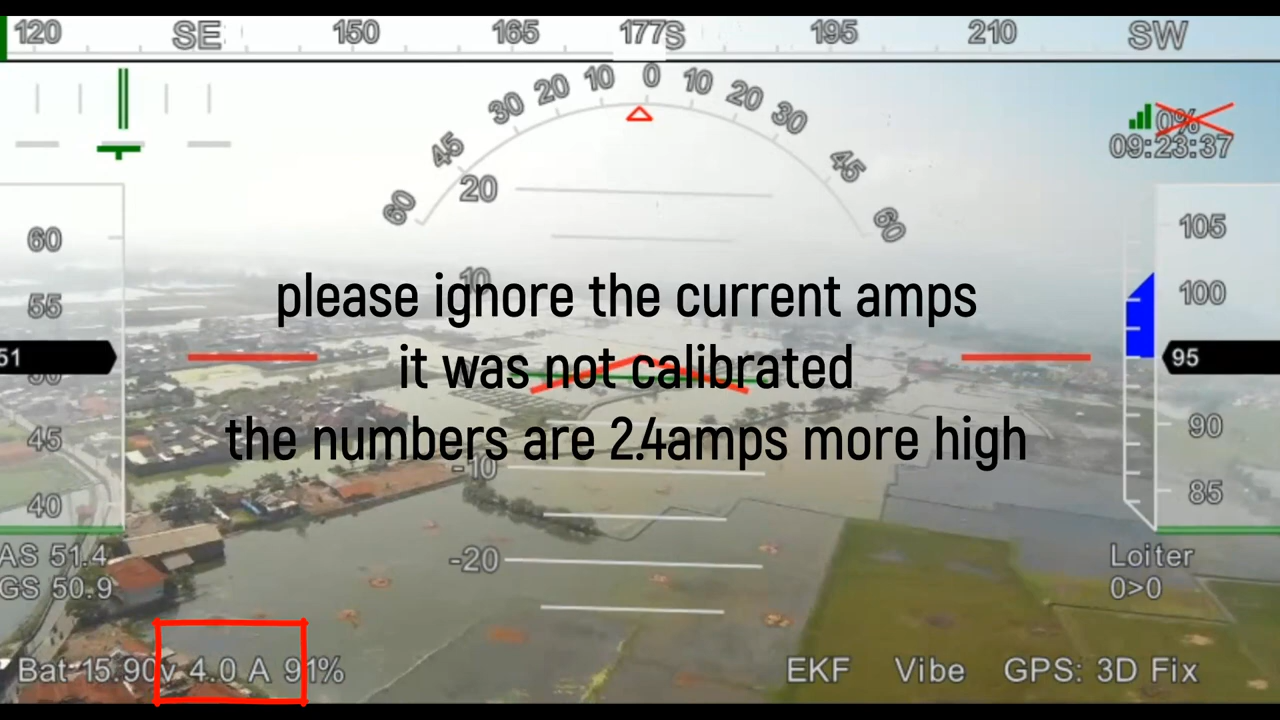 120 SE 150 165 177 S 195 210 SW
60 45 30 20 10 0 10 20 30 45 60
0%
09:23:37
20
60
105
10
55
100
please ignore the current amps
it was not calibrated
the numbers are 2.4amps more high
51
95
50
45
90
-10
40
85
-20
AS 51.4
GS 50.9
Loiter
0>0
Bat 15.90v 4.0 A 91% EKF Vibe GPS: 3D Fix